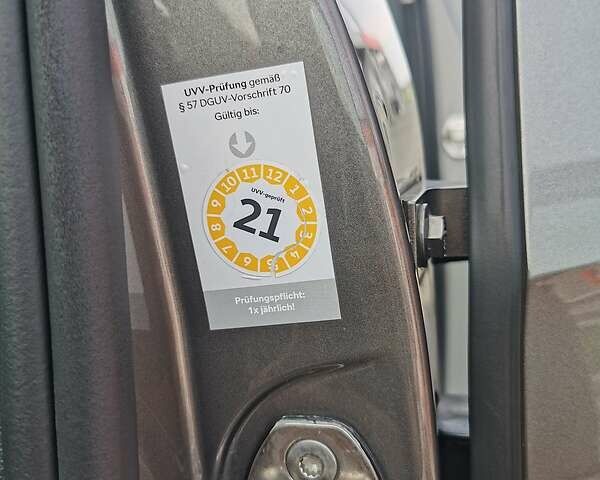 UVV-Prüfung gemäß
§ 57 DGUV-Vorschrift 70
Gültig bis:
10 11 12 1 2 3 4 5 6 7 8 9
UVV-geprüft
21
Prüfungspflicht:
1x jährlich!